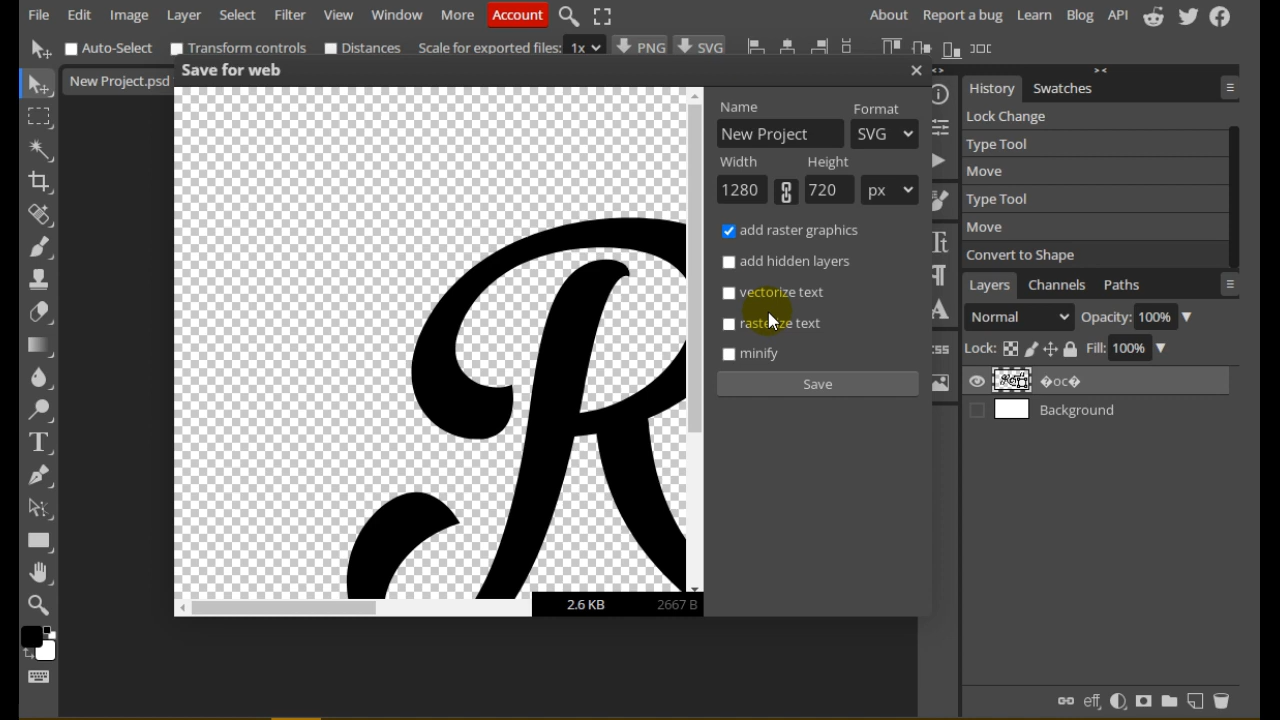 File Edit Image Layer Select Filter View Window More Account About Report a bug Learn Blog API
Auto-Select Transform controls Distances Scale for exported files: 1x PNG SVG
New Project.psd
Save for web
Name Format
New Project SVG
Width Height
1280 720 px
add raster graphics
add hidden layers
vectorize text
rasterize text
minify
Save
2.6 KB 2667 B
R
CSS
History Swatches
Lock Change
Type Tool
Move
Type Tool
Move
Convert to Shape
Layers Channels Paths
Normal Opacity: 100%
Lock: Fill: 100%
�oc�
Background
eff